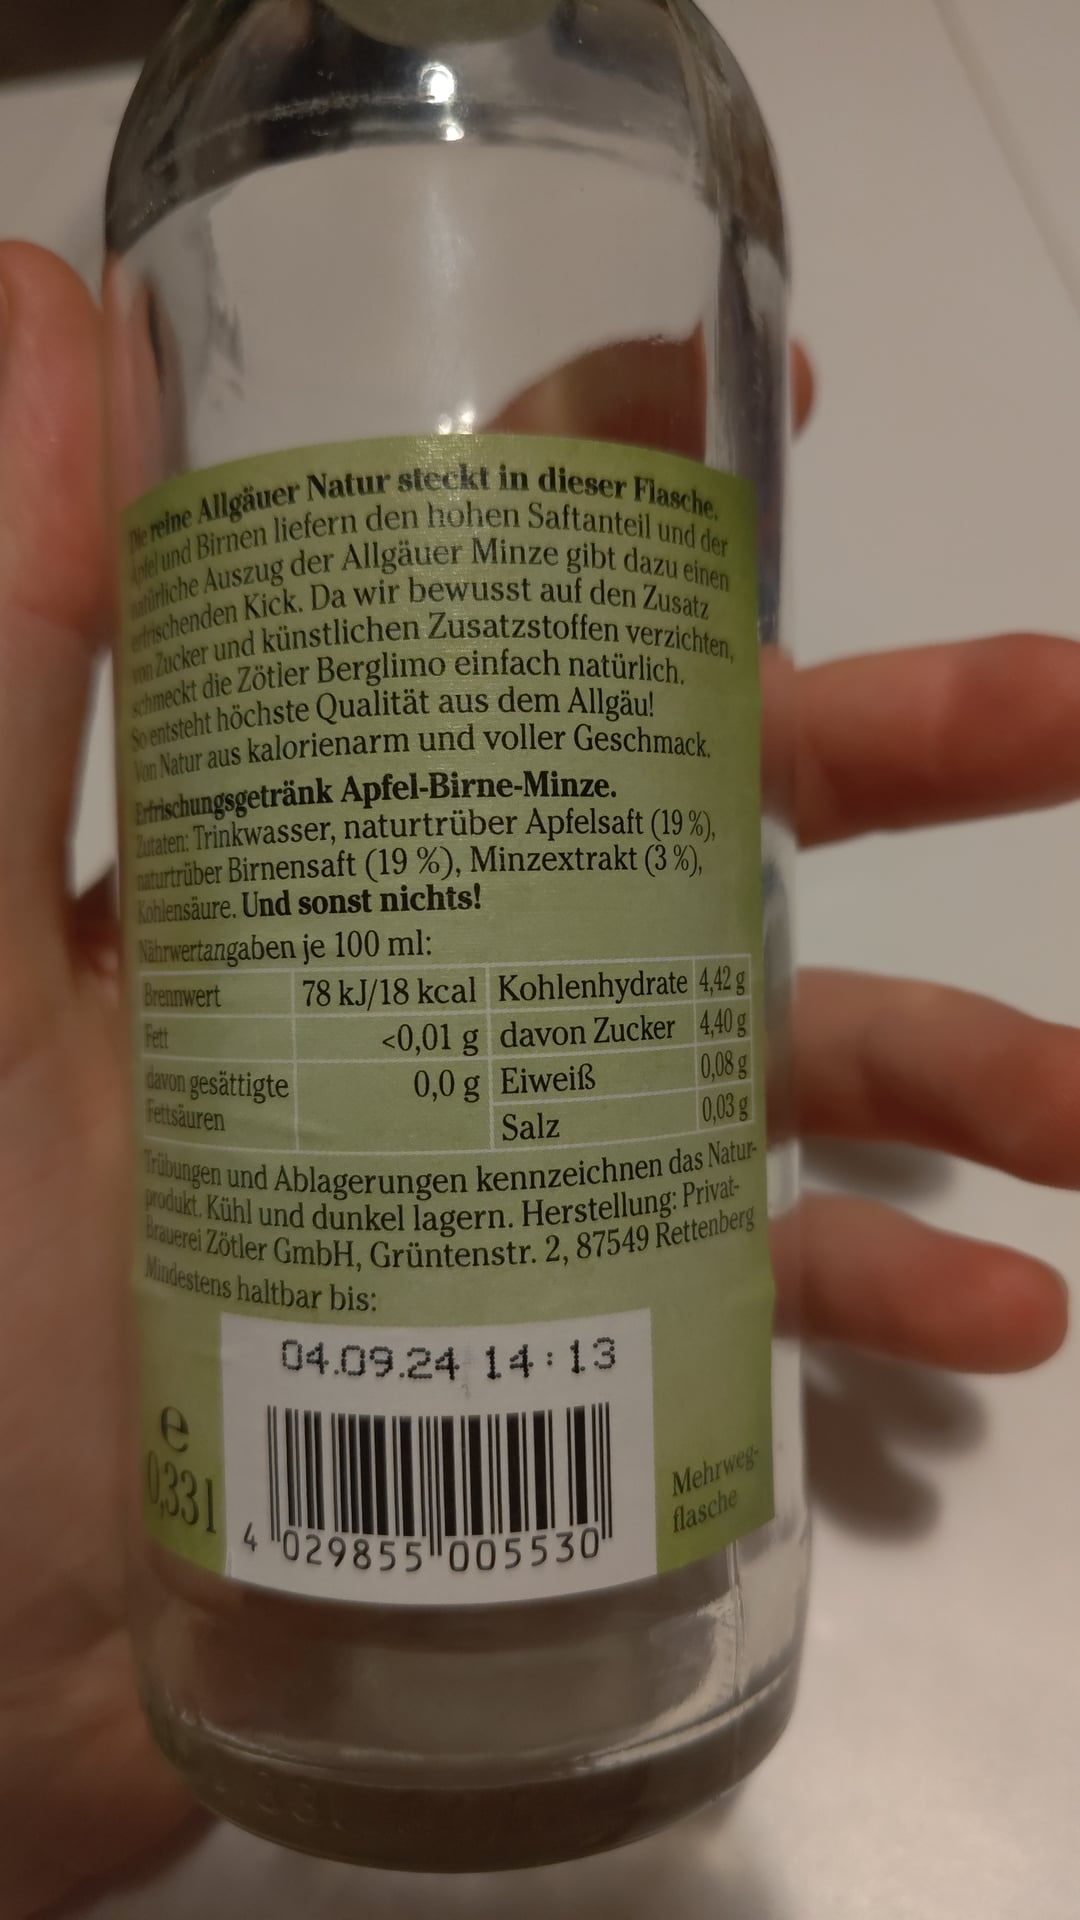 Die reine Allgäuer Natur steckt in dieser Flasche.
Äpfel und Birnen liefern den hohen Saftanteil und der
natürliche Auszug der Allgäuer Minze gibt dazu einen
erfrischenden Kick. Da wir bewusst auf den Zusatz
von Zucker und künstlichen Zusatzstoffen verzichten,
schmeckt die Zötler Berglimo einfach natürlich.
So entsteht höchste Qualität aus dem Allgäu!
Von Natur aus kalorienarm und voller Geschmack.
Erfrischungsgetränk Apfel-Birne-Minze.
Zutaten: Trinkwasser, naturtrüber Apfelsaft (19 %),
naturtrüber Birnensaft (19 %), Minzextrakt (3 %),
Kohlensäure. Und sonst nichts!
Nährwertangaben je 100 ml:
Brennwert 78 kJ/18 kcal Kohlenhydrate 4,42 g
Fett <0,01 g davon Zucker 4,40 g
davon gesättigte 0,0 g Eiweiß 0,08 g
Fettsäuren Salz 0,03 g
Trübungen und Ablagerungen kennzeichnen das Natur-
produkt. Kühl und dunkel lagern. Herstellung: Privat-
Brauerei Zötler GmbH, Grüntenstr. 2, 87549 Rettenberg
Mindestens haltbar bis:
04.09.24 14:13
e
0,33 l
Mehrweg-
flasche
4 029855 005530